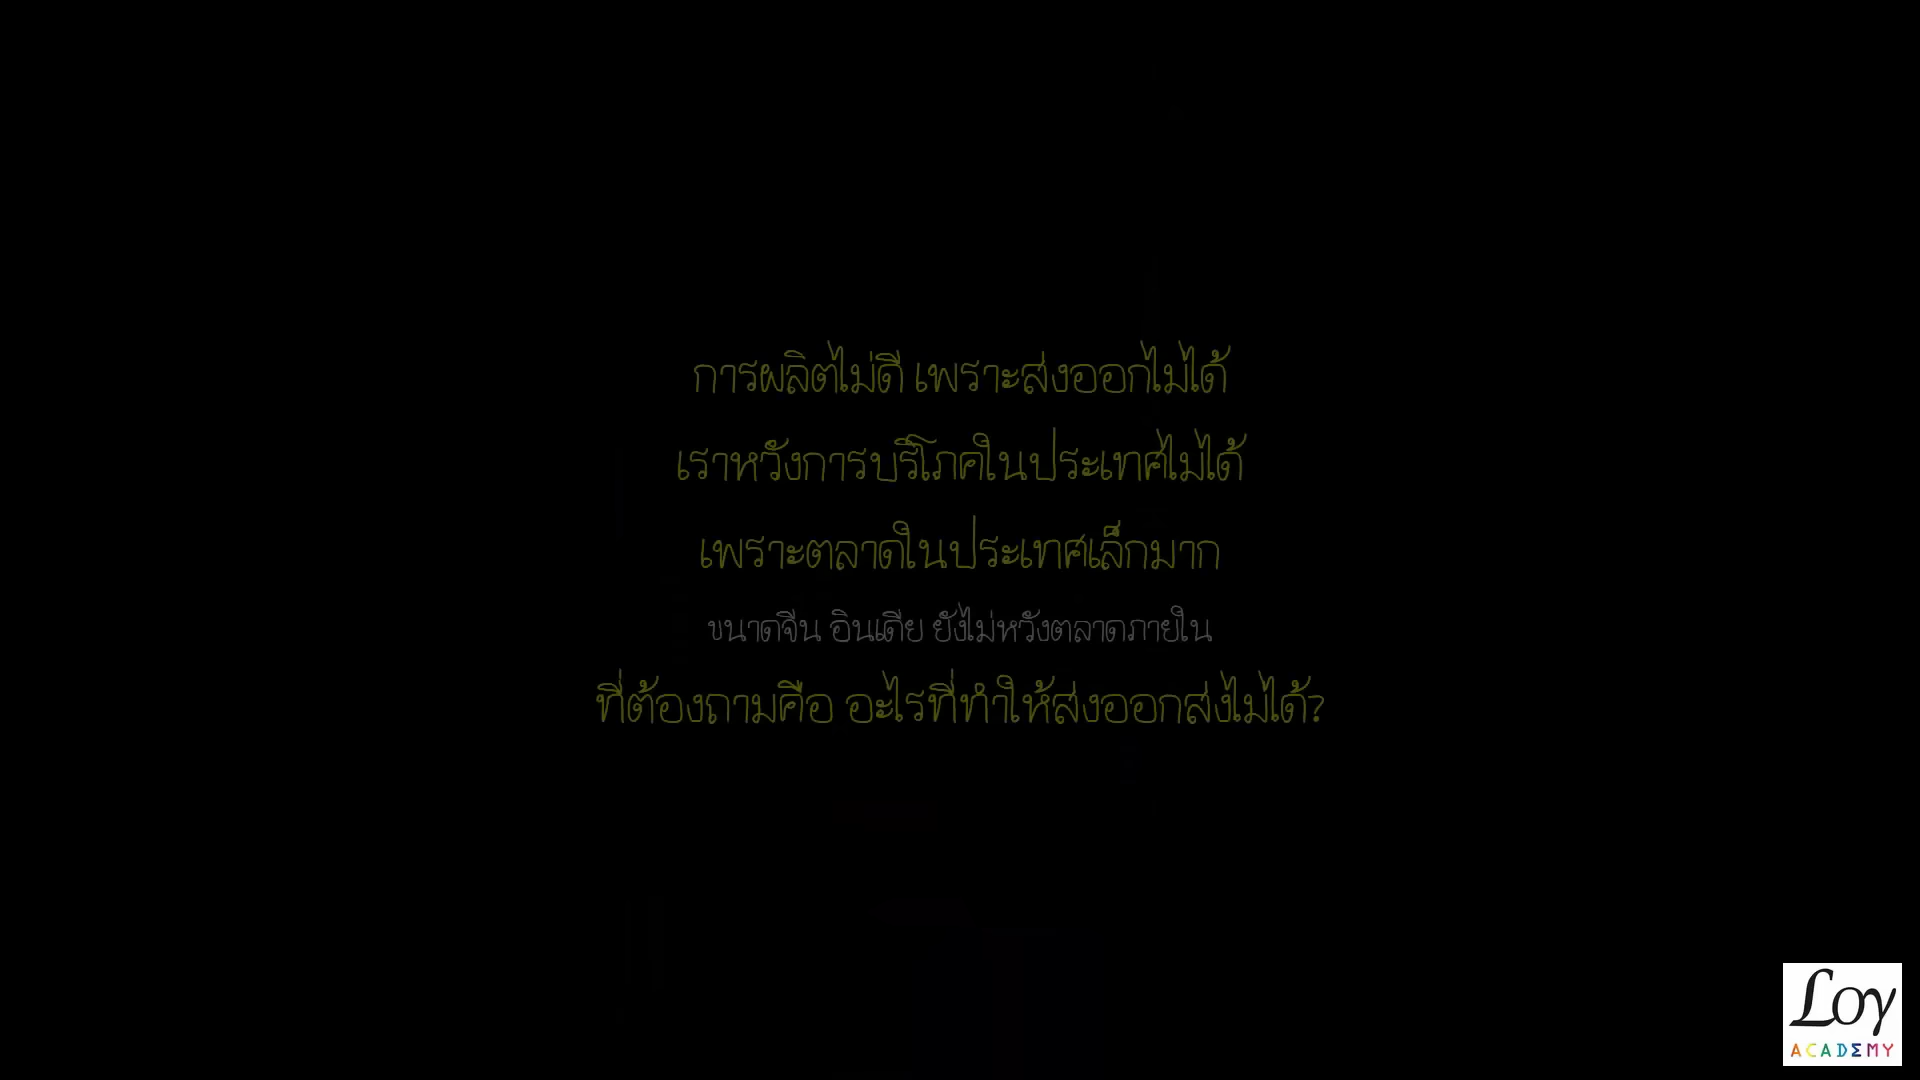 การผลิตไม่ดี เพราะส่งออกไม่ได้
เราหวังการบริโภคในประเทศไม่ได้
เพราะตลาดในประเทศเล็กมาก
ขนาดจีน อินเดีย ยังไม่หวังตลาดภายใน
ที่ต้องถามคือ อะไรที่ทำให้ส่งออกส่งไม่ได้?
Loy
ACADEMY